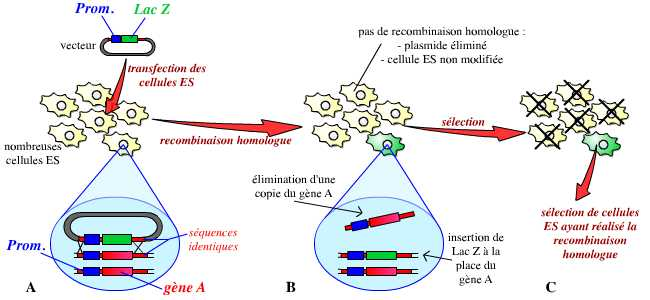 Prom.
Lac Z
vecteur
transfection des
cellules ES
nombreuses
cellules ES
recombinaison homologue
séquences
identiques
Prom.
gène A
A
pas de recombinaison homologue :
- plasmide éliminé
- cellule ES non modifiée
sélection
élimination d'une
copie du gène A
insertion de
Lac Z à la
place du
gène A
B
sélection de cellules
ES ayant réalisé la
recombinaison
homologue
C